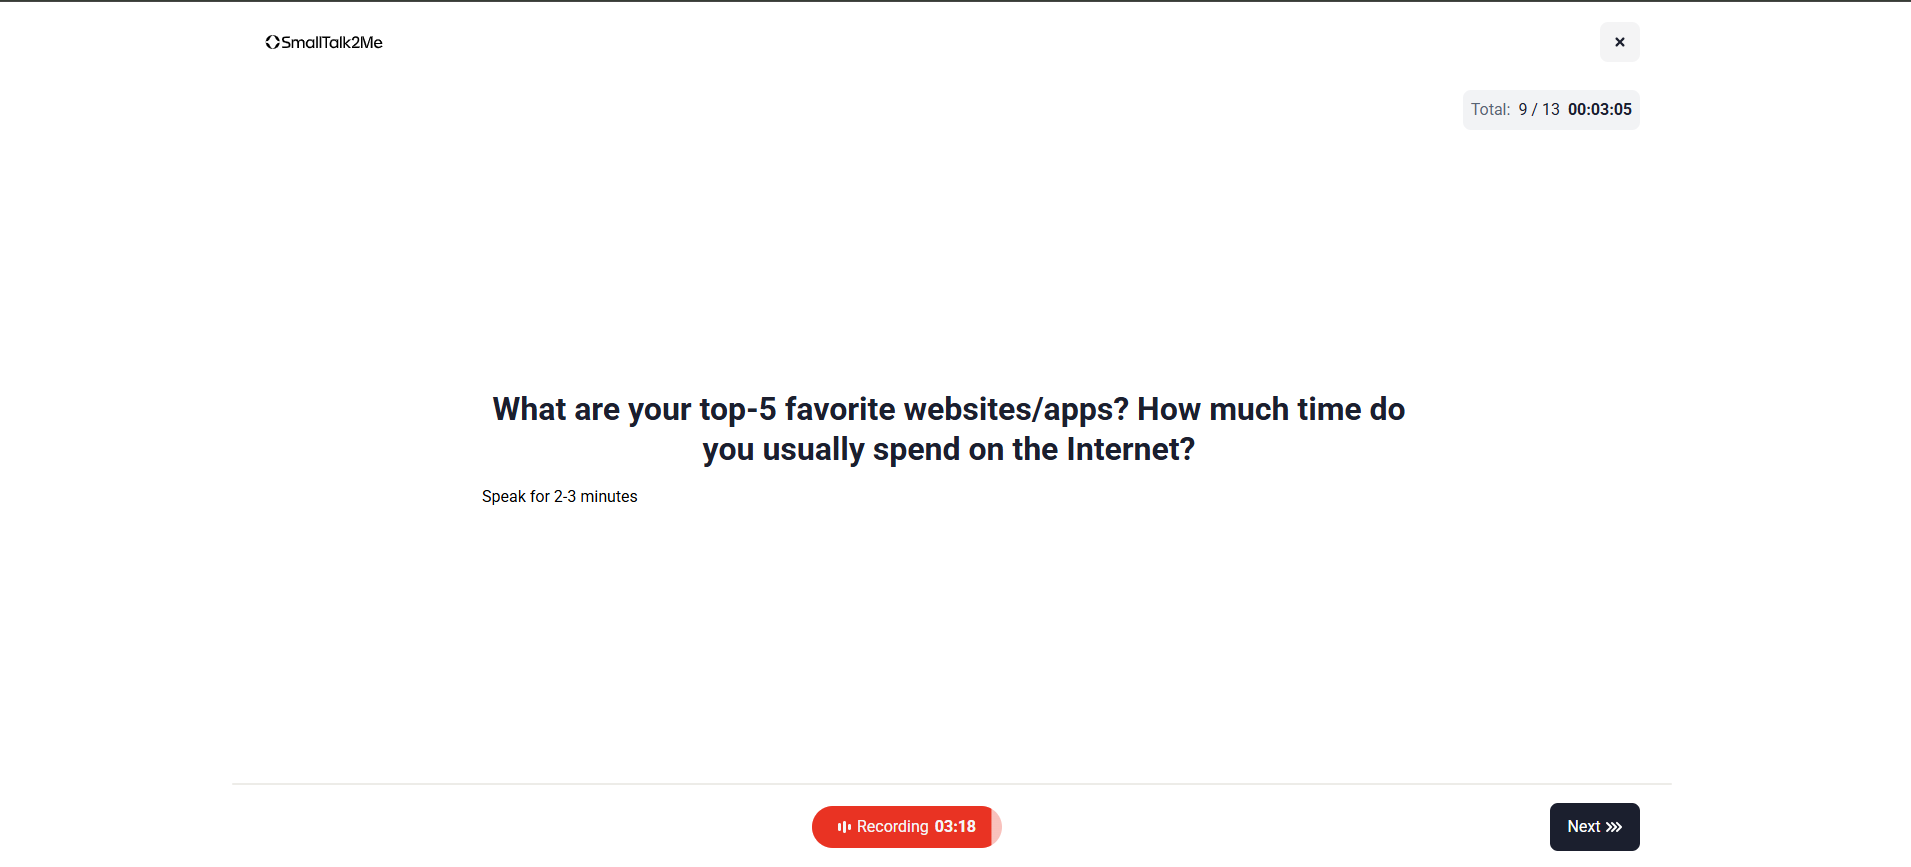 SmallTalk2Me
Total: 9 / 13 00:03:05
What are your top-5 favorite websites/apps? How much time do
you usually spend on the Internet?
Speak for 2-3 minutes
Recording 03:18
Next